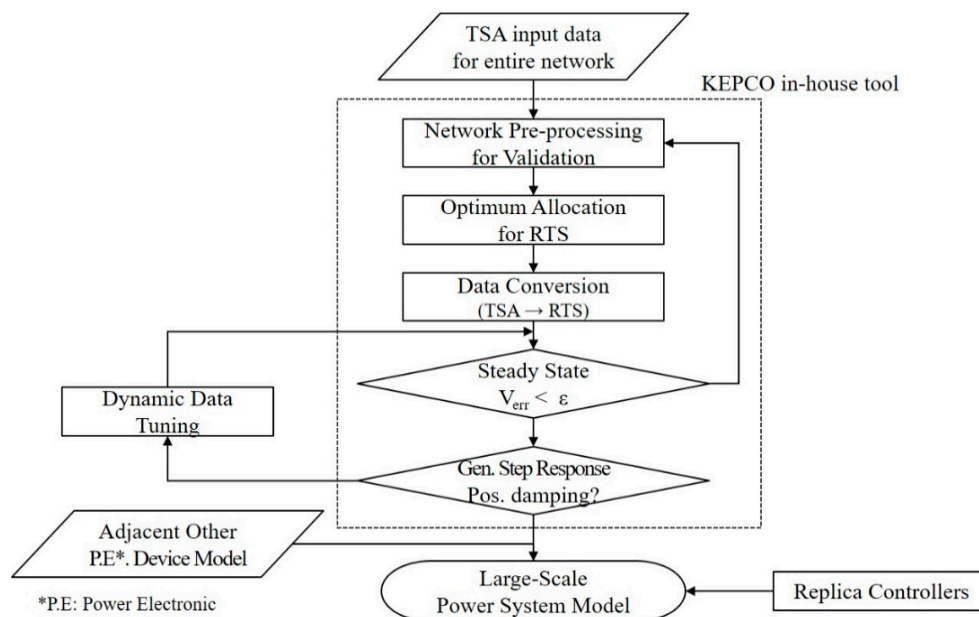 TSA input data
for entire network
KEPCO in-house tool
Network Pre-processing
for Validation
Optimum Allocation
for RTS
Data Conversion
(TSA → RTS)
Steady State
Verr < ε
Dynamic Data
Tuning
Gen. Step Response
Pos. damping?
Adjacent Other
P.E*. Device Model
Large-Scale
Power System Model
Replica Controllers
*P.E: Power Electronic